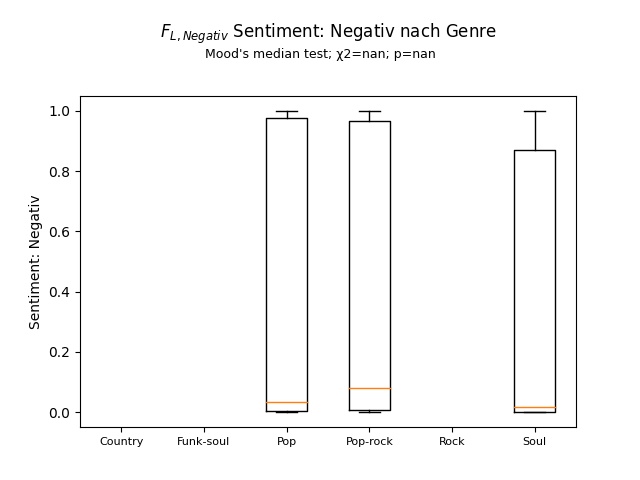 F_L,Negativ Sentiment: Negativ nach Genre
Mood's median test; χ2=nan; p=nan
Sentiment: Negativ
1.0
0.8
0.6
0.4
0.2
0.0
Country Funk-soul Pop Pop-rock Rock Soul